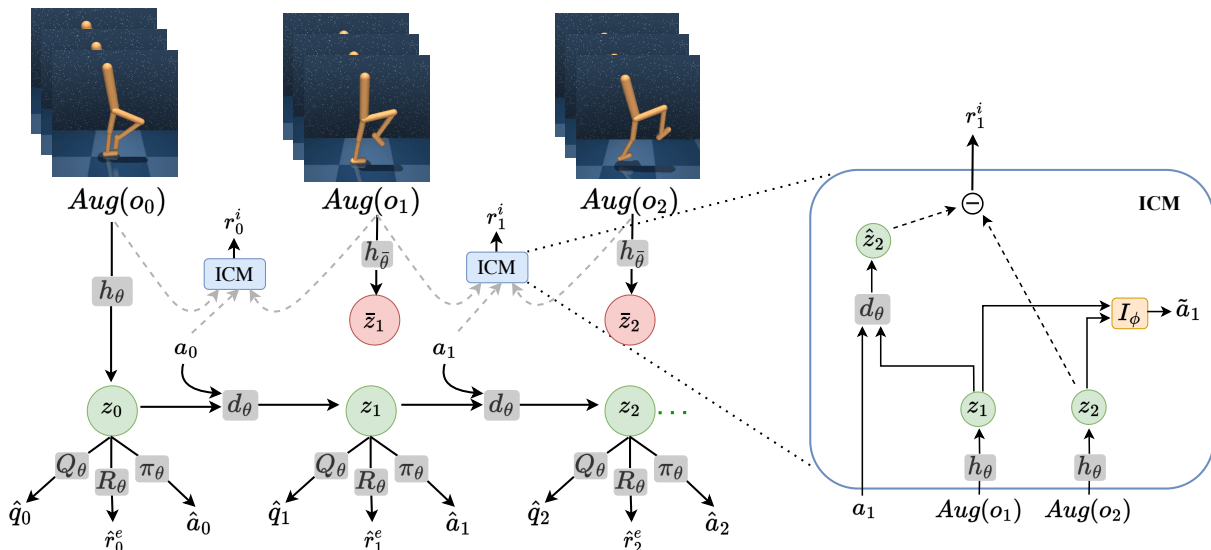 Aug(o₀) Aug(o₁) Aug(o₂)
r₀ⁱ r₁ⁱ
ICM ICM
h_θ h_θ̄ h_θ̄
z̄₁ z̄₂
a₀ a₁
z₀ d_θ z₁ d_θ z₂ ...
Q_θ R_θ π_θ Q_θ R_θ π_θ Q_θ R_θ π_θ
q̂₀ r̂₀ᵉ â₀ q̂₁ r̂₁ᵉ â₁ q̂₂ r̂₂ᵉ â₂
r₁ⁱ
ICM
−
ẑ₂
d_θ I_ϕ ã₁
z₁ z₂
h_θ h_θ
a₁ Aug(o₁) Aug(o₂)